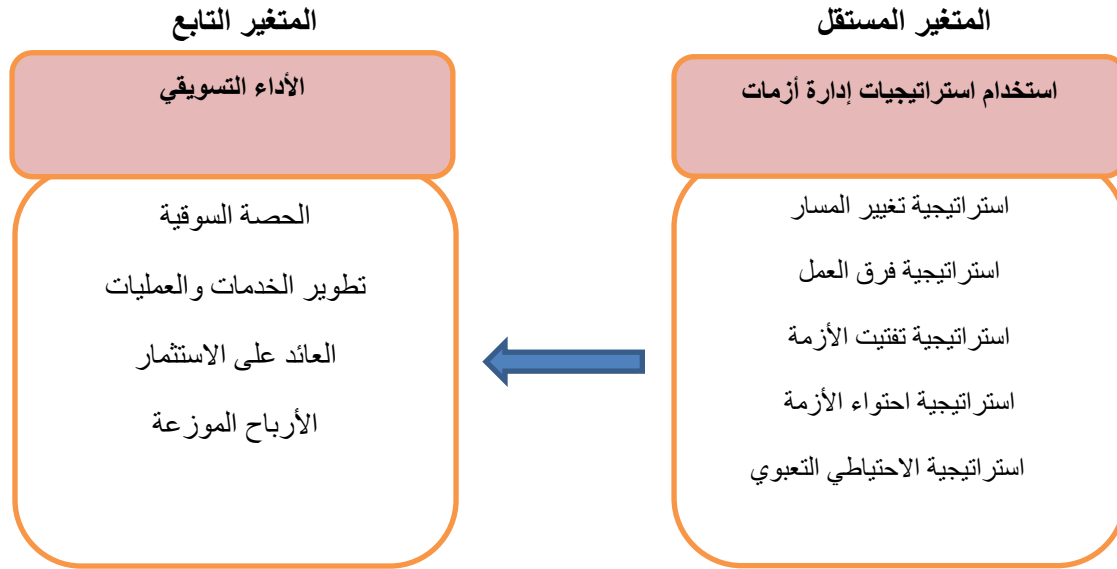 المتغير المستقل
استخدام استراتيجيات إدارة أزمات
استراتيجية تغيير المسار
استراتيجية فرق العمل
استراتيجية تفتيت الأزمة
استراتيجية احتواء الأزمة
استراتيجية الاحتياطي التعبوي
المتغير التابع
الأداء التسويقي
الحصة السوقية
تطوير الخدمات والعمليات
العائد على الاستثمار
الأرباح الموزعة